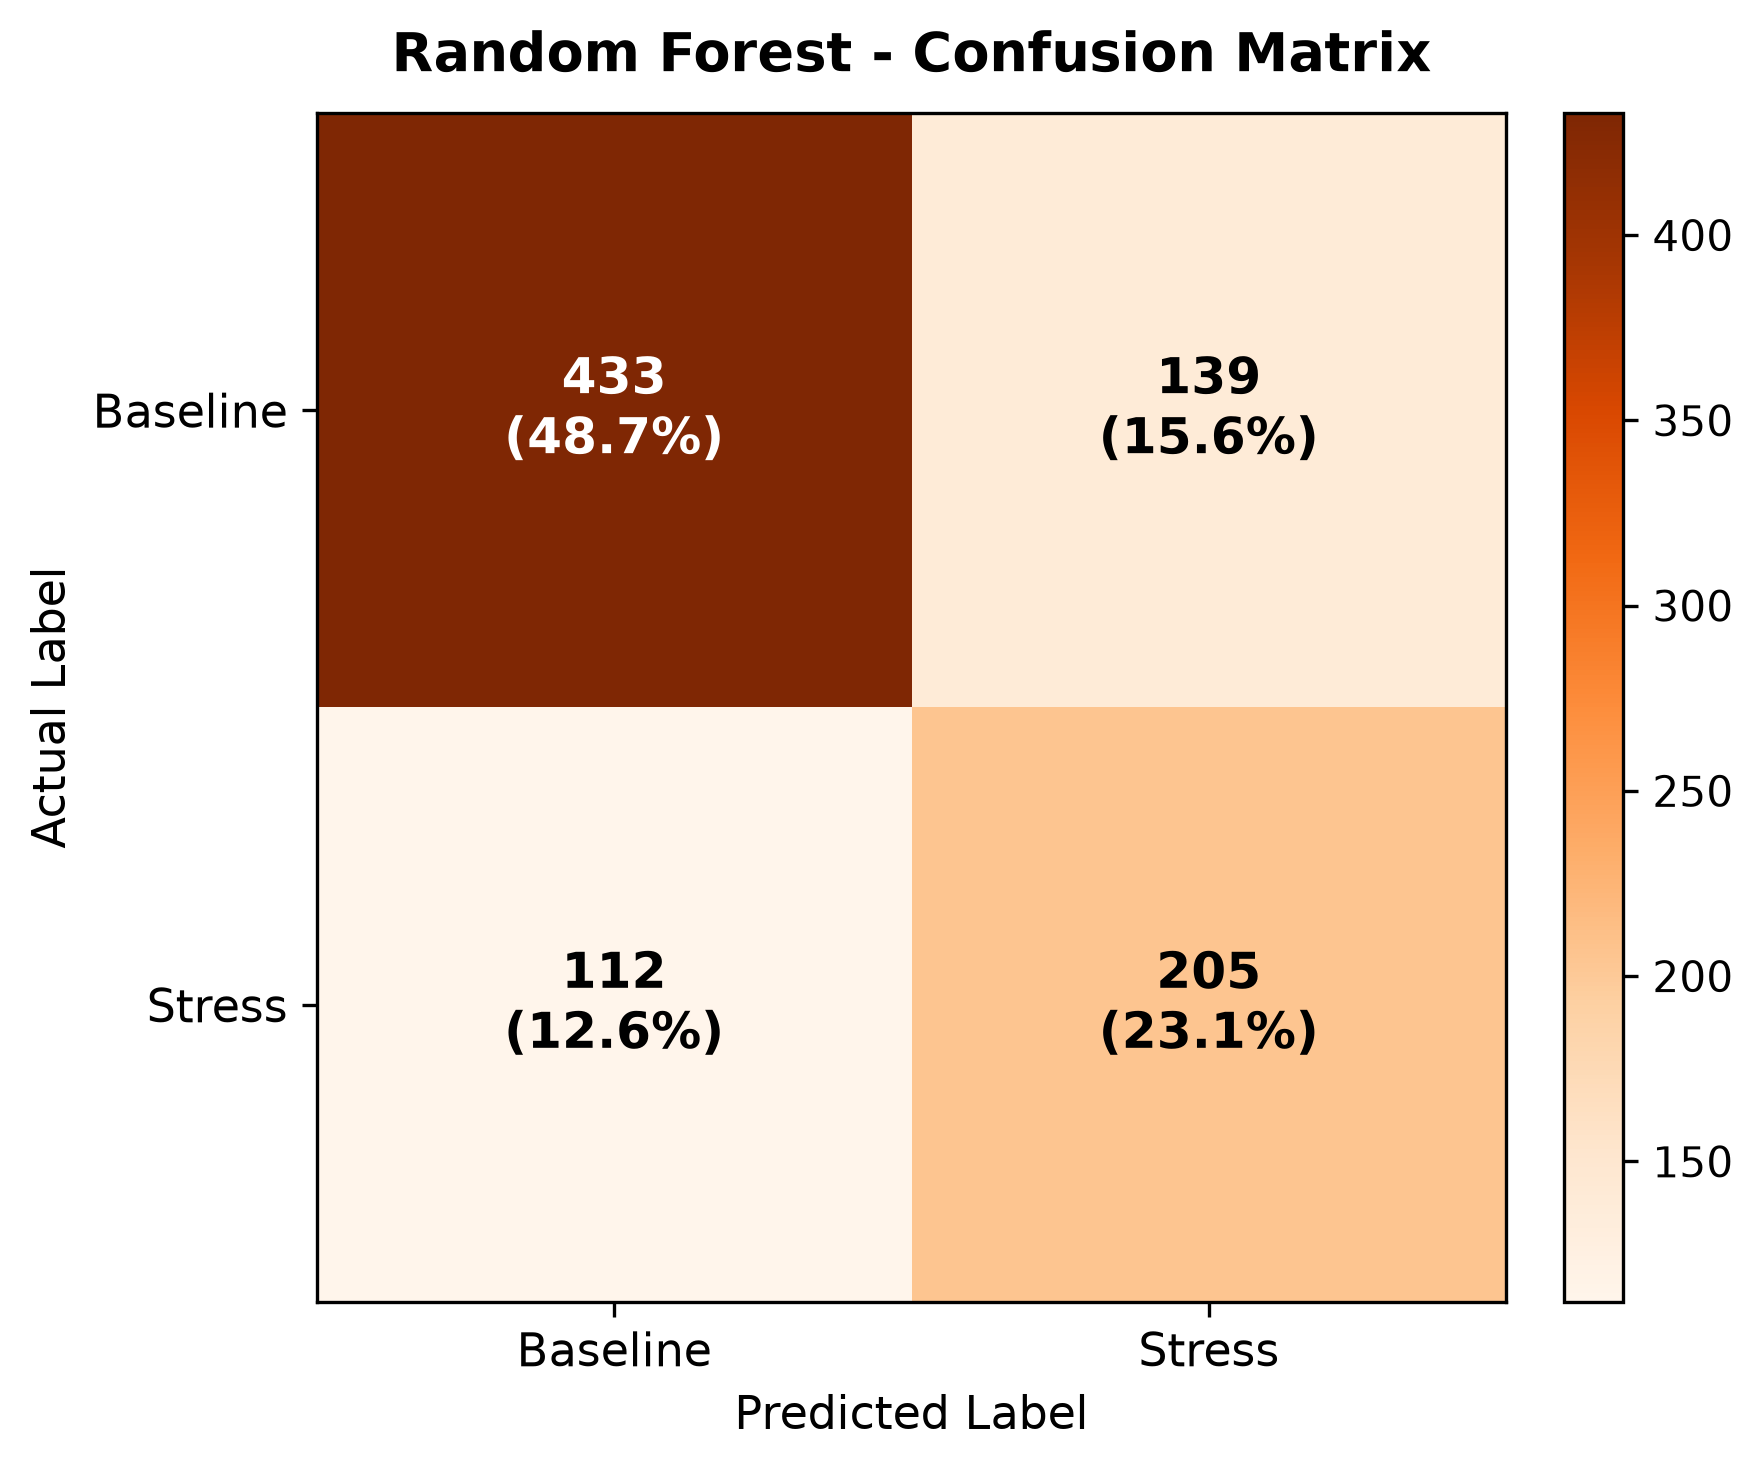 Random Forest - Confusion Matrix
433
(48.7%)
139
(15.6%)
112
(12.6%)
205
(23.1%)
Baseline
Stress
Actual Label
Baseline
Stress
Predicted Label
400
350
300
250
200
150